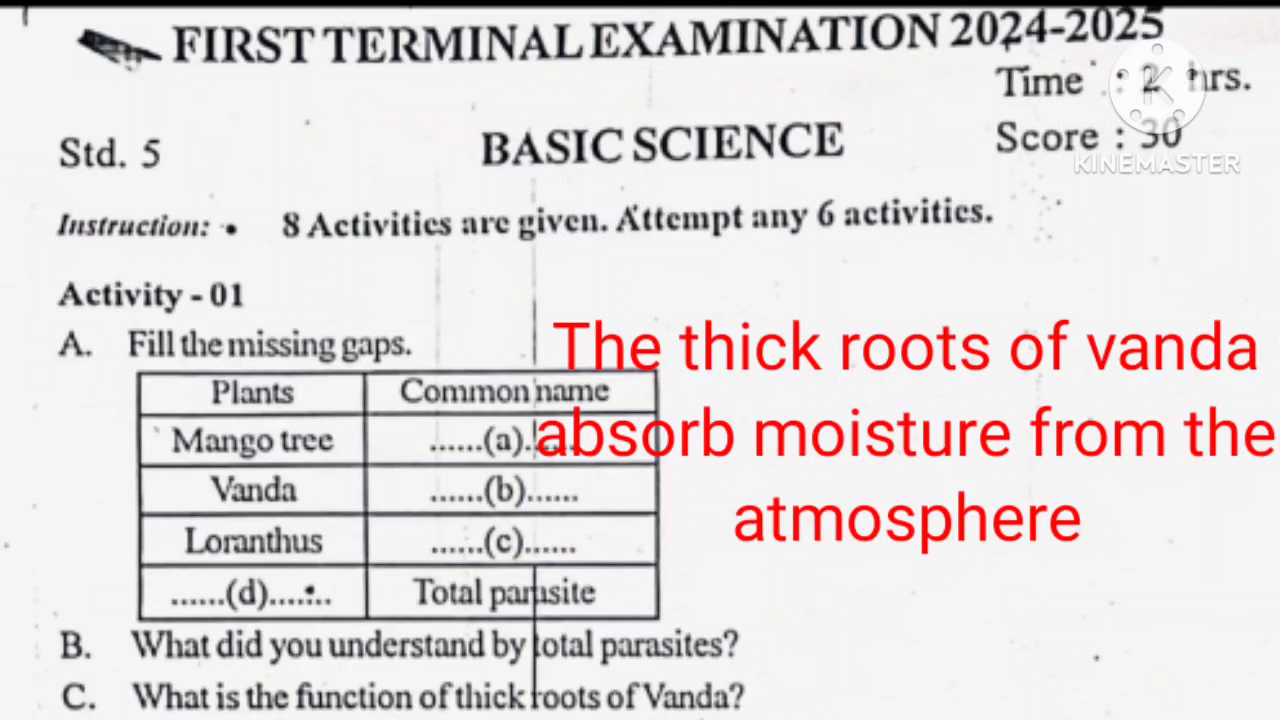 FIRST TERMINAL EXAMINATION 2024-2025
Time : 2 hrs.
Std. 5
BASIC SCIENCE
Score : 30
KINEMASTER
Instruction: • 8 Activities are given. Attempt any 6 activities.
Activity - 01
A. Fill the missing gaps.
Plants Common name
Mango tree ......(a)......
Vanda ......(b)......
Loranthus ......(c)......
......(d)...... Total parasite
The thick roots of vanda
absorb moisture from the
atmosphere
B. What did you understand by total parasites?
C. What is the function of thick roots of Vanda?